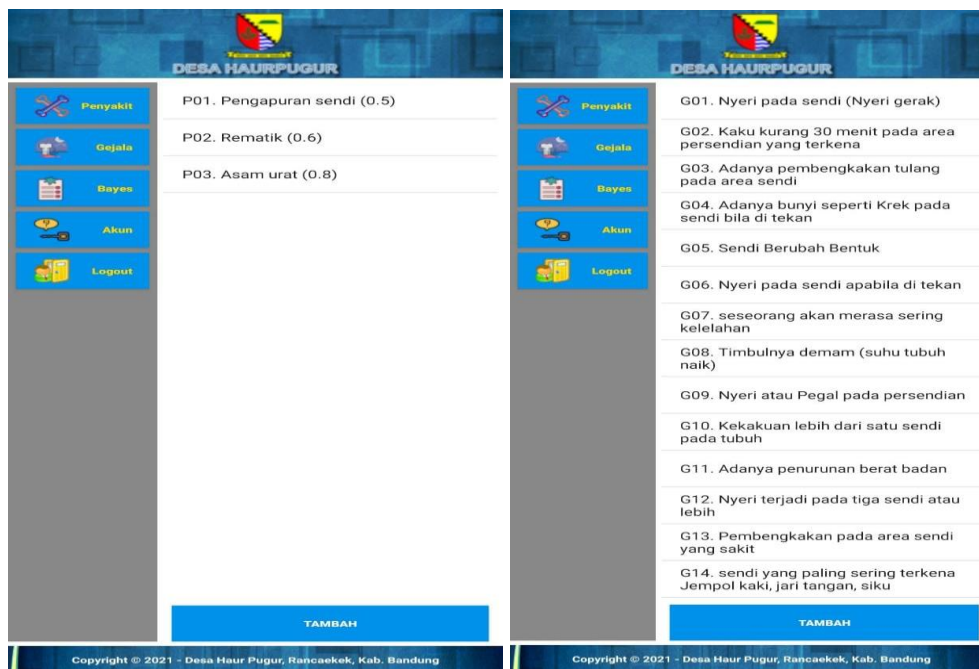 DESA HAURPUGUR
Penyakit
Gejala
Bayes
Akun
Logout
P01. Pengapuran sendi (0.5)
P02. Rematik (0.6)
P03. Asam urat (0.8)
TAMBAH
Copyright © 2021 - Desa Haur Pugur, Rancaekek, Kab. Bandung
DESA HAURPUGUR
Penyakit
Gejala
Bayes
Akun
Logout
G01. Nyeri pada sendi (Nyeri gerak)
G02. Kaku kurang 30 menit pada area
persendian yang terkena
G03. Adanya pembengkakan tulang
pada area sendi
G04. Adanya bunyi seperti Krek pada
sendi bila di tekan
G05. Sendi Berubah Bentuk
G06. Nyeri pada sendi apabila di tekan
G07. seseorang akan merasa sering
kelelahan
G08. Timbulnya demam (suhu tubuh
naik)
G09. Nyeri atau Pegal pada persendian
G10. Kekakuan lebih dari satu sendi
pada tubuh
G11. Adanya penurunan berat badan
G12. Nyeri terjadi pada tiga sendi atau
lebih
G13. Pembengkakan pada area sendi
yang sakit
G14. sendi yang paling sering terkena
Jempol kaki, jari tangan, siku
TAMBAH
Copyright © 2021 - Desa Haur Pugur, Rancaekek, Kab. Bandung